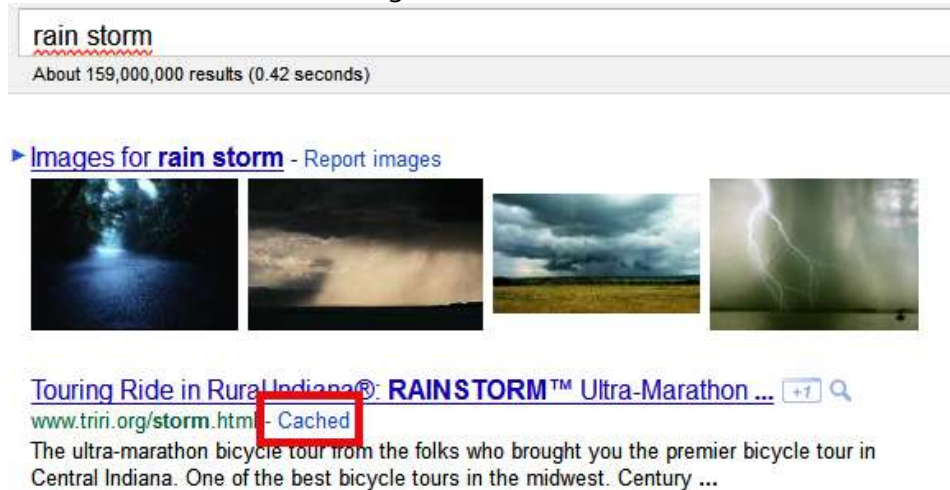 rain storm
About 159,000,000 results (0.42 seconds)
Images for rain storm - Report images
Touring Ride in Rural Indiana®: RAINSTORM™ Ultra-Marathon ... +1
www.triri.org/storm.html - Cached
The ultra-marathon bicycle tour from the folks who brought you the premier bicycle tour in
Central Indiana. One of the best bicycle tours in the midwest. Century ...